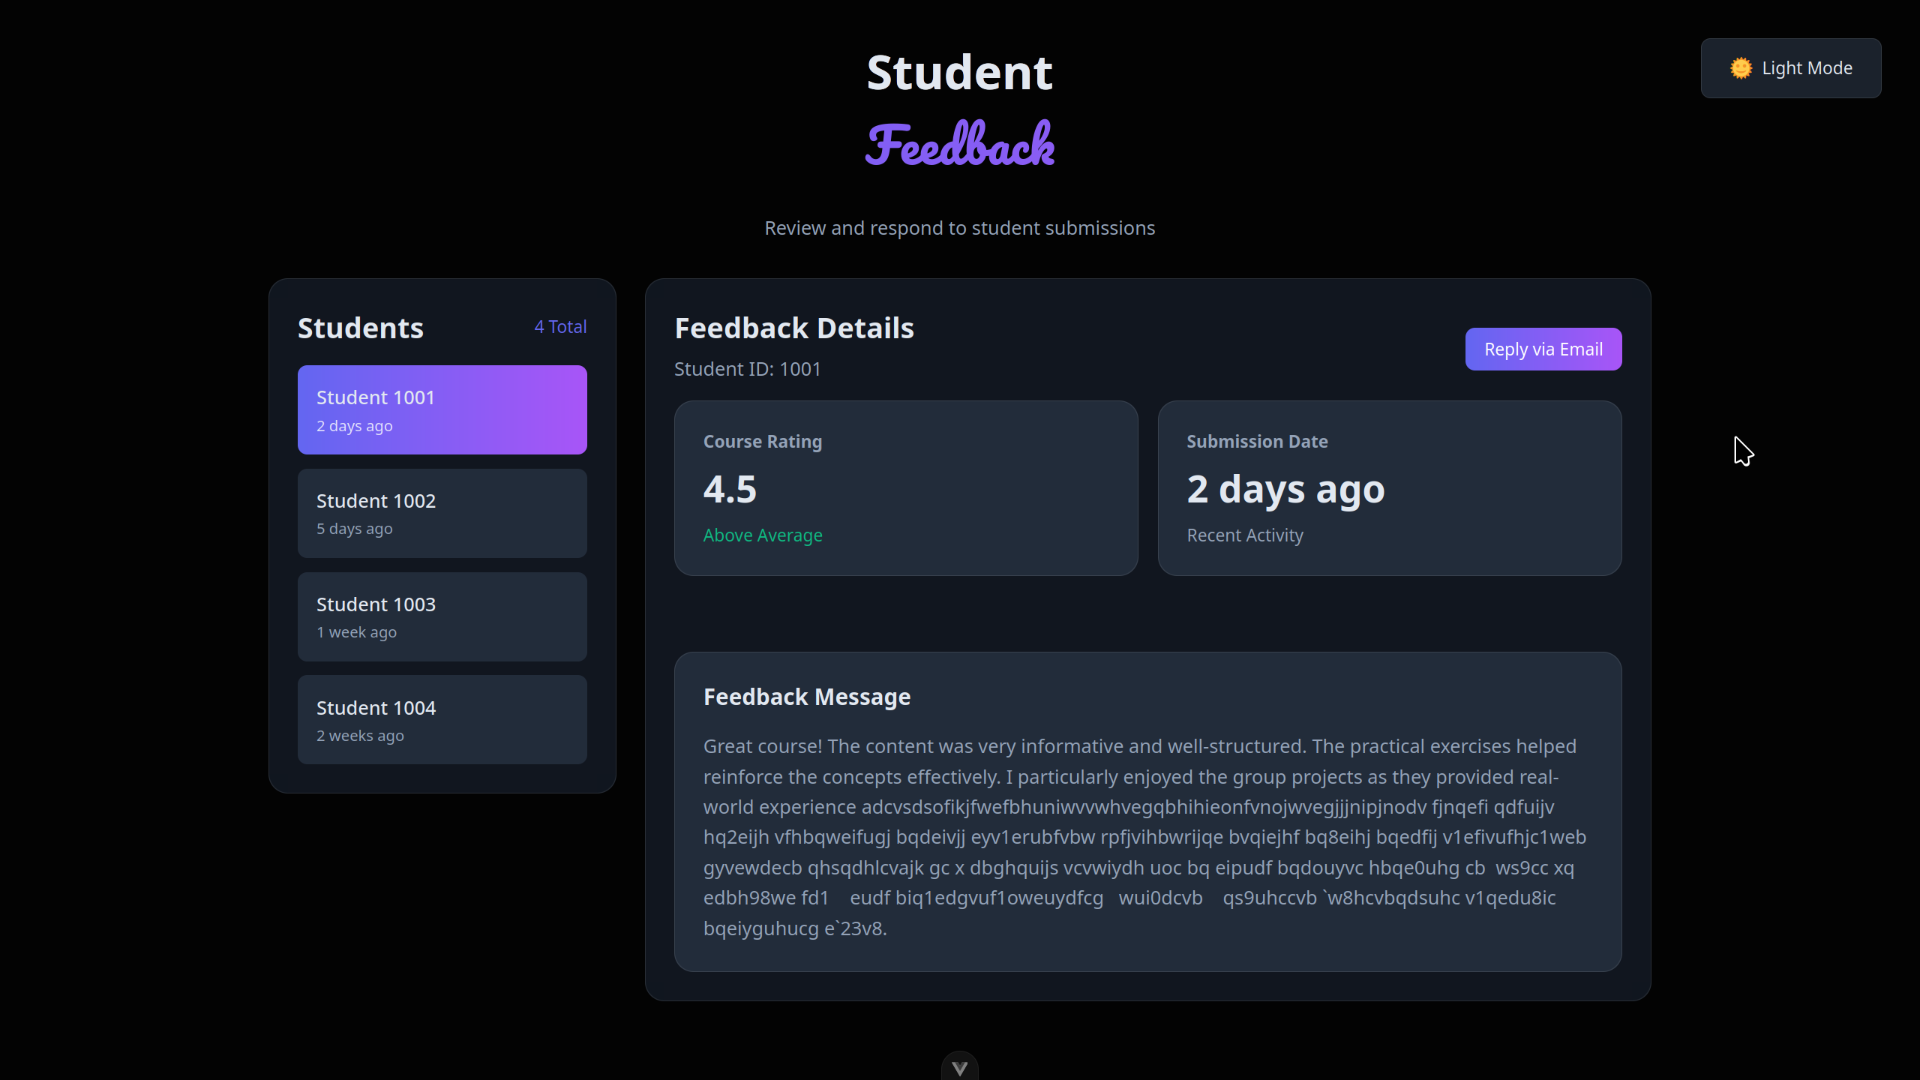 Student
Feedback
Light Mode
Review and respond to student submissions
Students
4 Total
Student 1001
2 days ago
Student 1002
5 days ago
Student 1003
1 week ago
Student 1004
2 weeks ago
Feedback Details
Student ID: 1001
Reply via Email
Course Rating
4.5
Above Average
Submission Date
2 days ago
Recent Activity
Feedback Message
Great course! The content was very informative and well-structured. The practical exercises helped
reinforce the concepts effectively. I particularly enjoyed the group projects as they provided real-
world experience adcvsdsofikjfwefbhuniwvvwhvegqbhihieonfvnojwvegjjjnipjnodv fjnqefi qdfuijv
hq2eijh vfhbqweifugj bqdeivjj eyv1erubfvbw rpfjvihbwrijqe bvqiejhf bq8eihj bqedfij v1efivufhjc1web
gyvewdecb qhsqdhlcvajk gc x dbghquijs vcvwiydh uoc bq eipudf bqdouyvc hbqe0uhg cb  ws9cc xq
edbh98we fd1    eudf biq1edgvuf1oweuydfcg   wui0dcvb    qs9uhccvb `w8hcvbqdsuhc v1qedu8ic
bqeiyguhucg e`23v8.